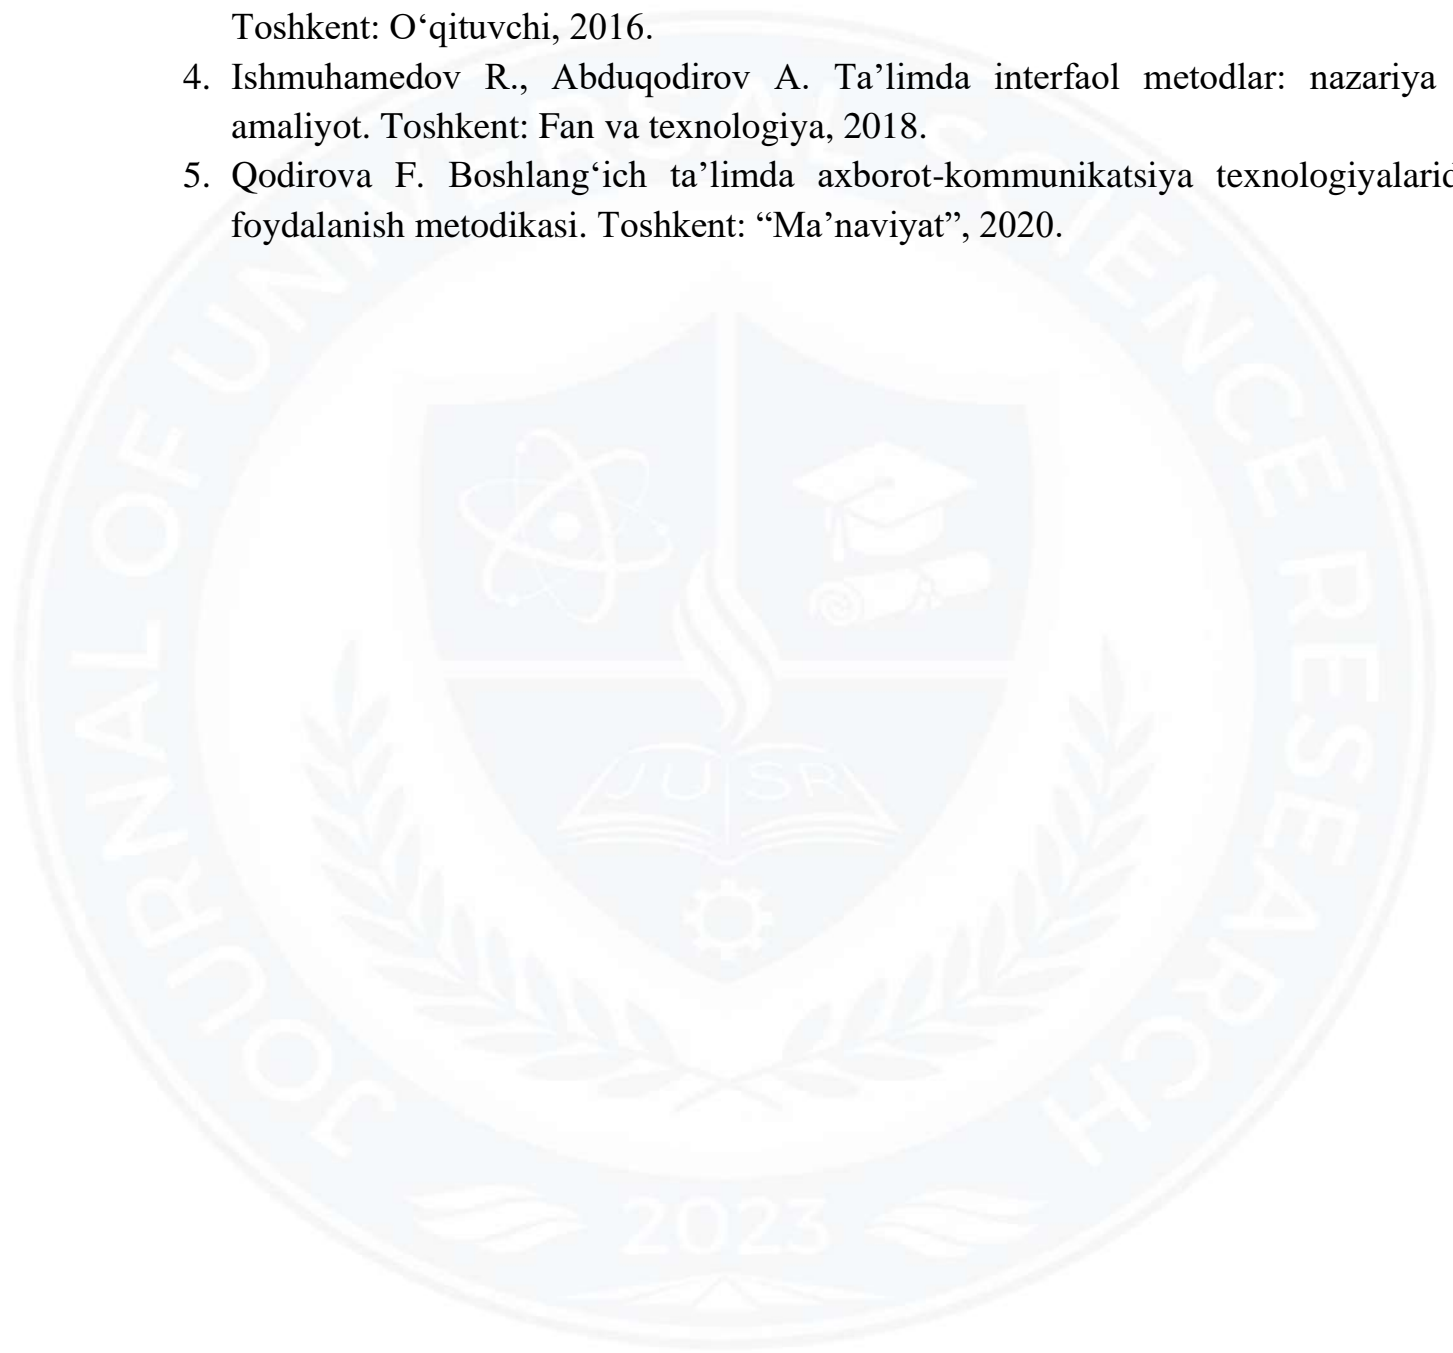 Toshkent: O‘qituvchi, 2016.
4. Ishmuhamedov R., Abduqodirov A. Ta’limda interfaol metodlar: nazariya
amaliyot. Toshkent: Fan va texnologiya, 2018.
5. Qodirova F. Boshlang‘ich ta’limda axborot-kommunikatsiya
foydalanish metodikasi. Toshkent: “Ma’naviyat”, 2020.
JOURNAL OF UNIVERSAL SCIENCE RESEARCH
JUSR
2023